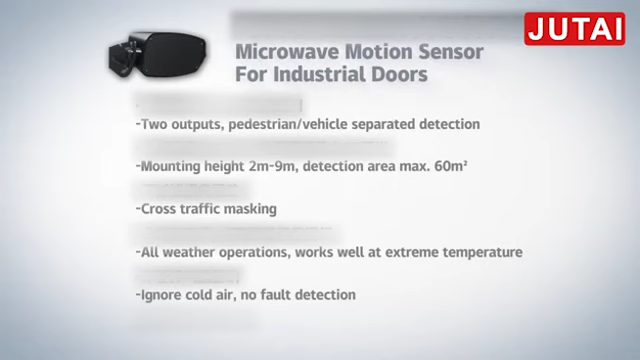 JUTAI
Microwave Motion Sensor
For Industrial Doors
-Two outputs, pedestrian/vehicle separated detection
-Mounting height 2m-9m, detection area max. 60m²
-Cross traffic masking
-All weather operations, works well at extreme temperature
-Ignore cold air, no fault detection